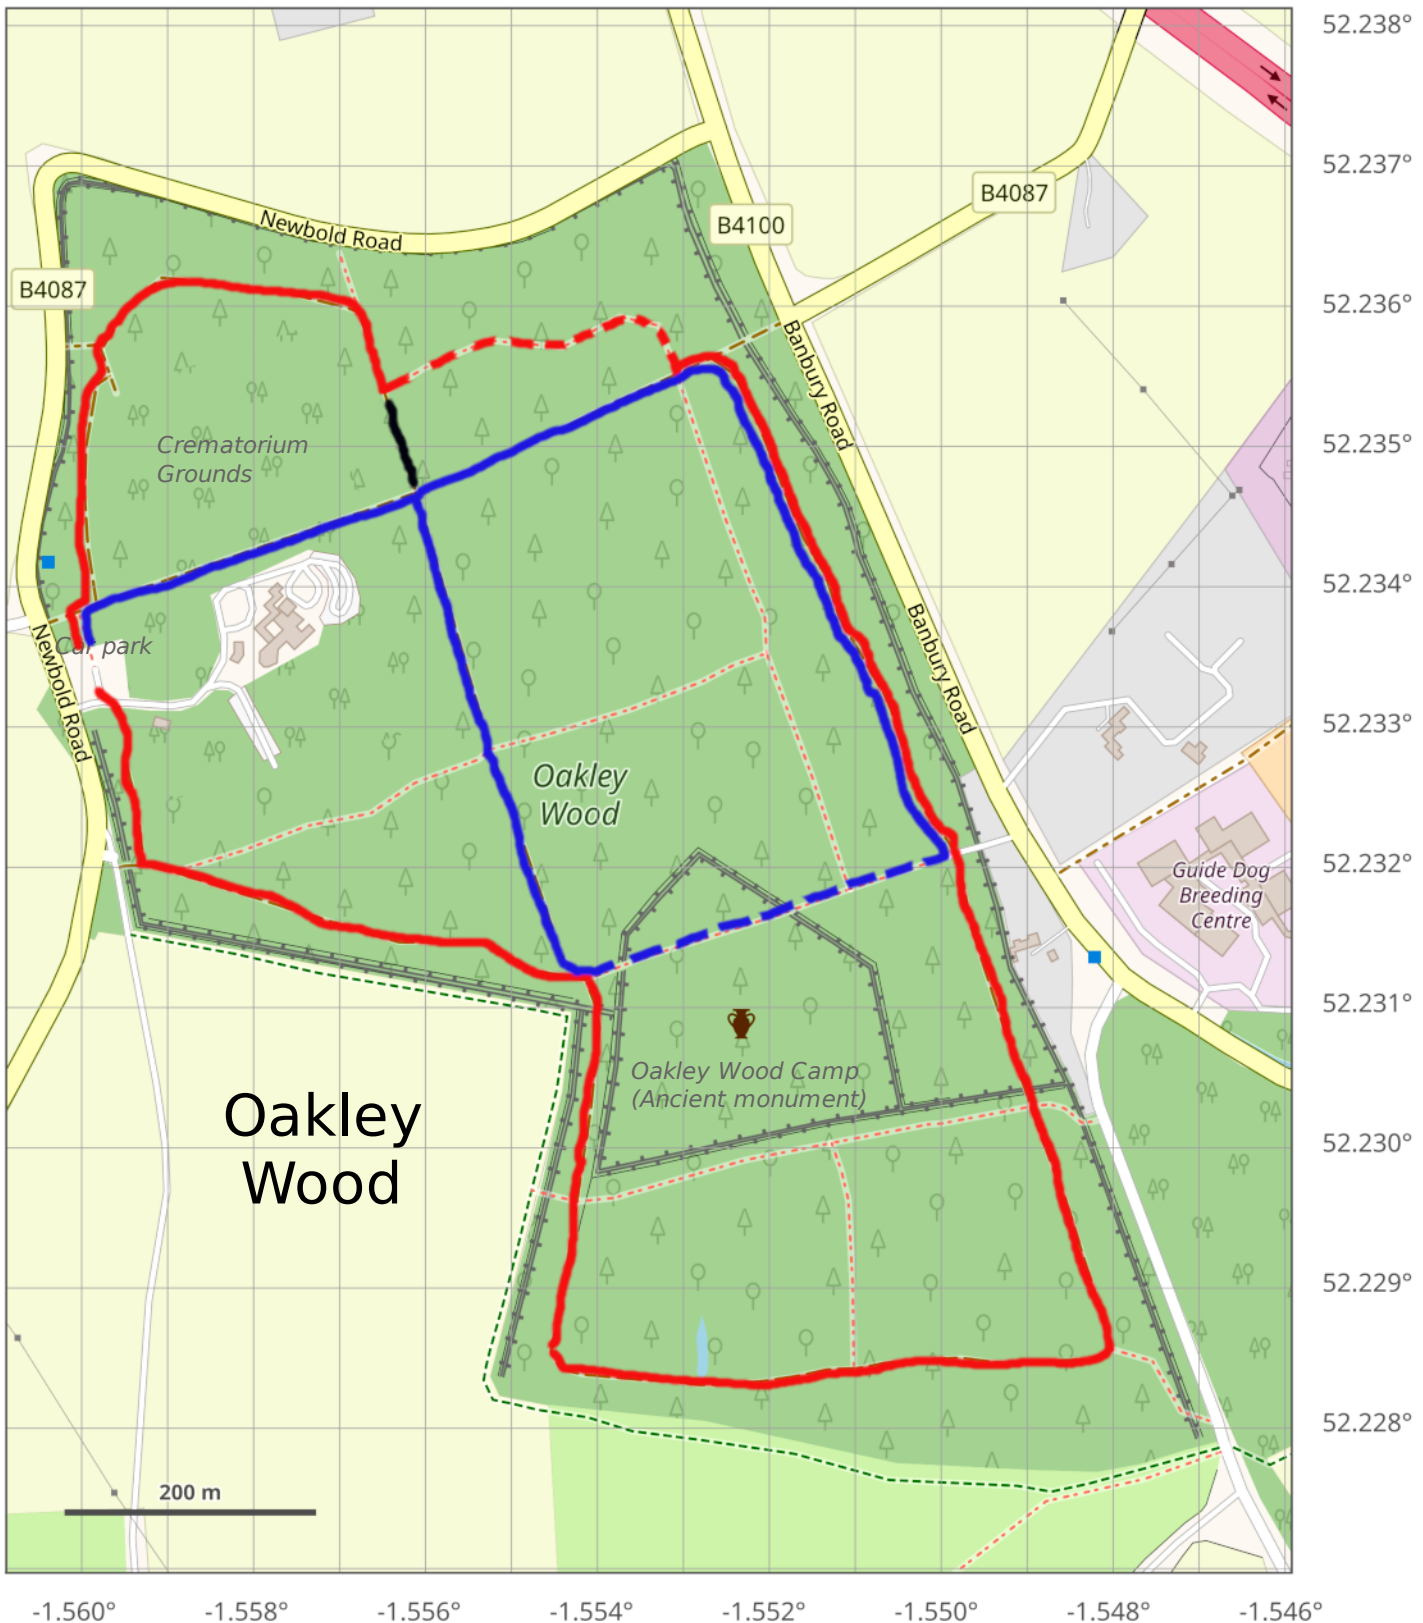 52.238°
52.237°
B4087
B4100
Newbold Road
52.236°
B4087
Banbury Road
52.235°
Crematorium
Grounds
52.234°
Banbury Road
Car park
Newbold Road
52.233°
Oakley
Wood
52.232°
Guide Dog
Breeding
Centre
52.231°
Oakley Wood Camp
(Ancient monument)
Oakley
Wood
52.230°
52.229°
52.228°
200 m
-1.560°
-1.558°
-1.556°
-1.554°
-1.552°
-1.550°
-1.548°
-1.546°